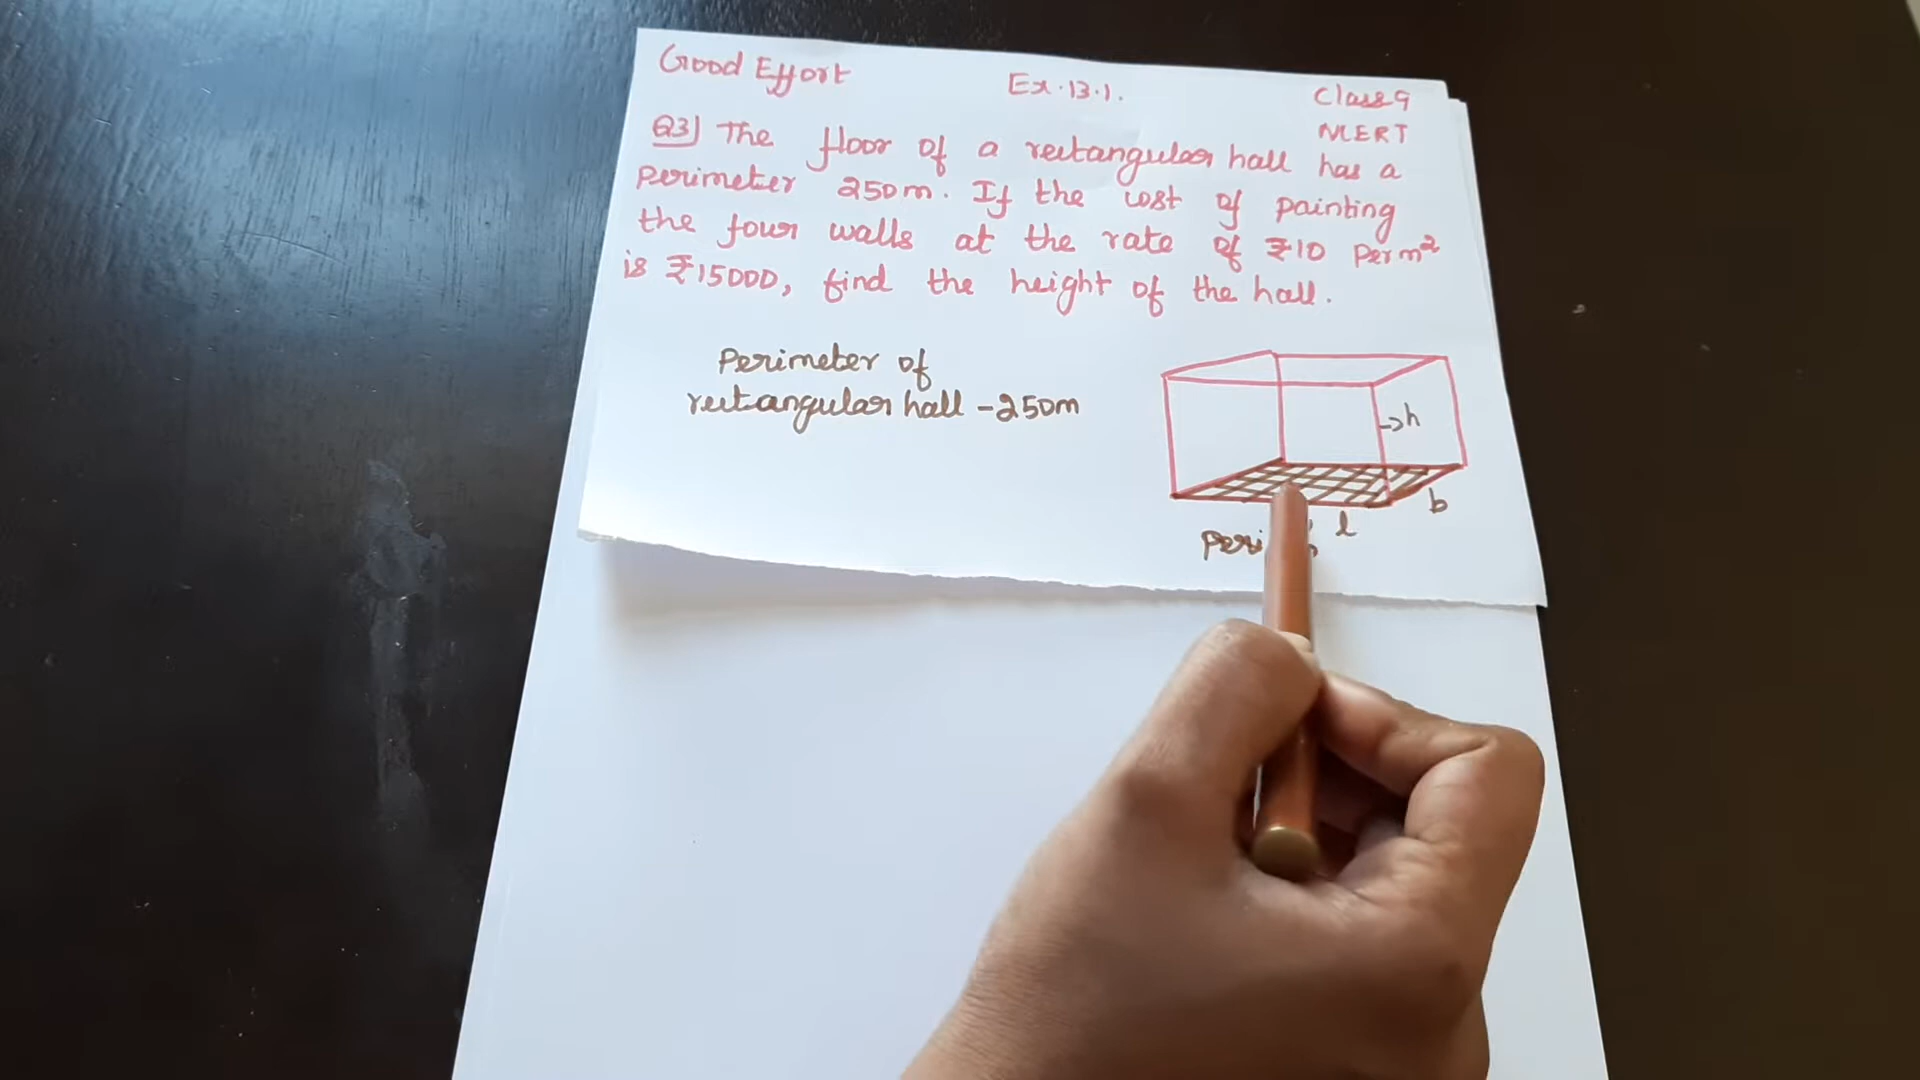 Good Effort
Ex. 13.1.
Class 9
NCERT
Q3) The floor of a rectangular hall has a
perimeter 250m. If the cost of painting
the four walls at the rate of ₹10 per m²
is ₹15000, find the height of the hall.
Perimeter of
rectangular hall - 250m
->h
b
l
Peri